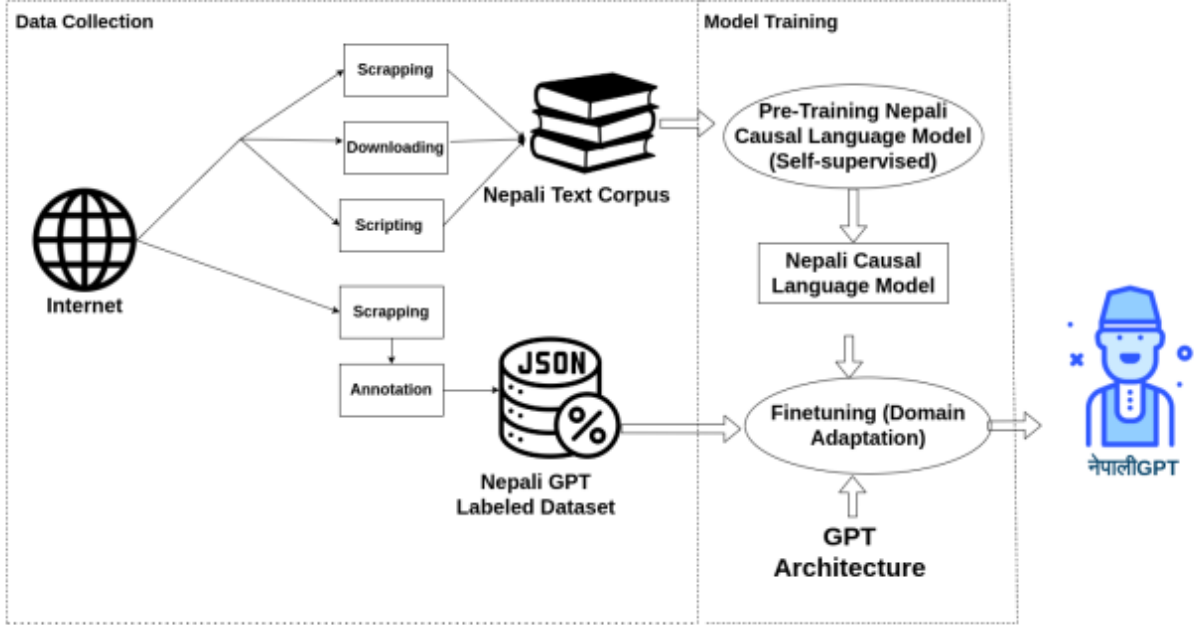 Data Collection
Model Training
Scrapping
Downloading
Scripting
Nepali Text Corpus
Internet
Scrapping
Annotation
JSON
%
Nepali GPT
Labeled Dataset
Pre-Training Nepali
Causal Language Model
(Self-supervised)
Nepali Causal
Language Model
Finetuning (Domain
Adaptation)
GPT
Architecture
नेपालीGPT